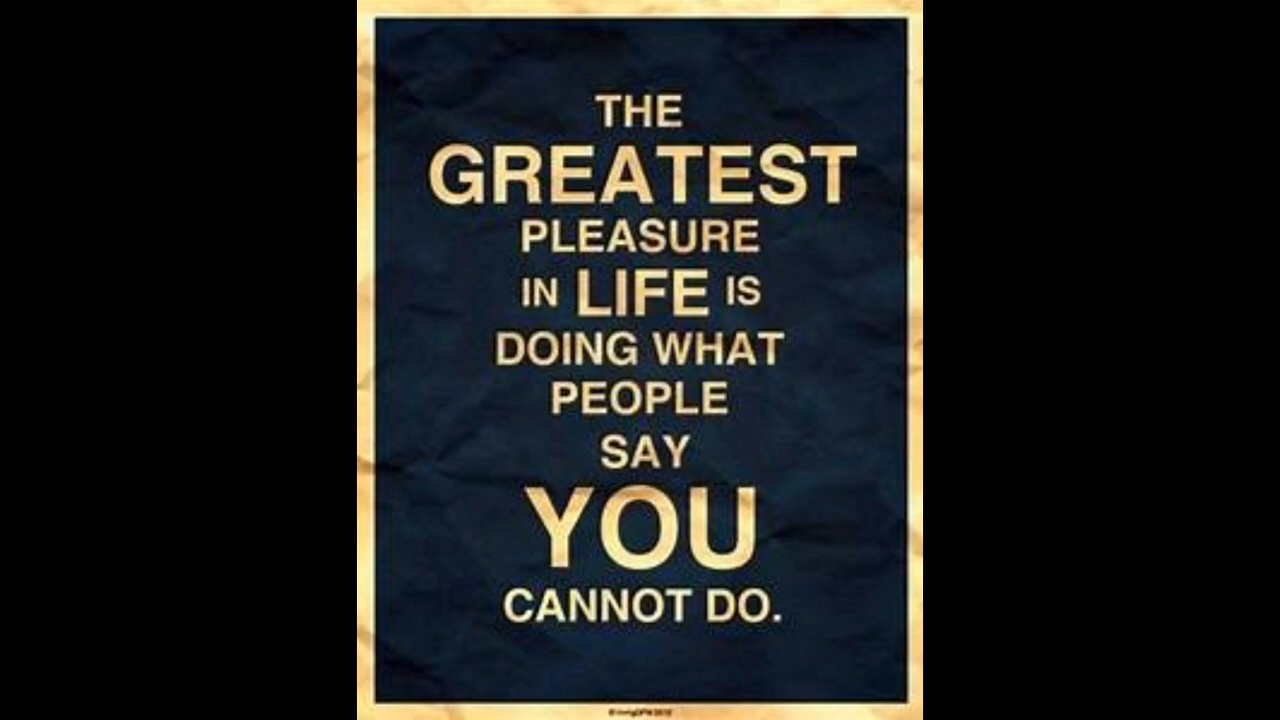 THE
GREATEST
PLEASURE
IN LIFE IS
DOING WHAT
PEOPLE
SAY
YOU
CANNOT DO.